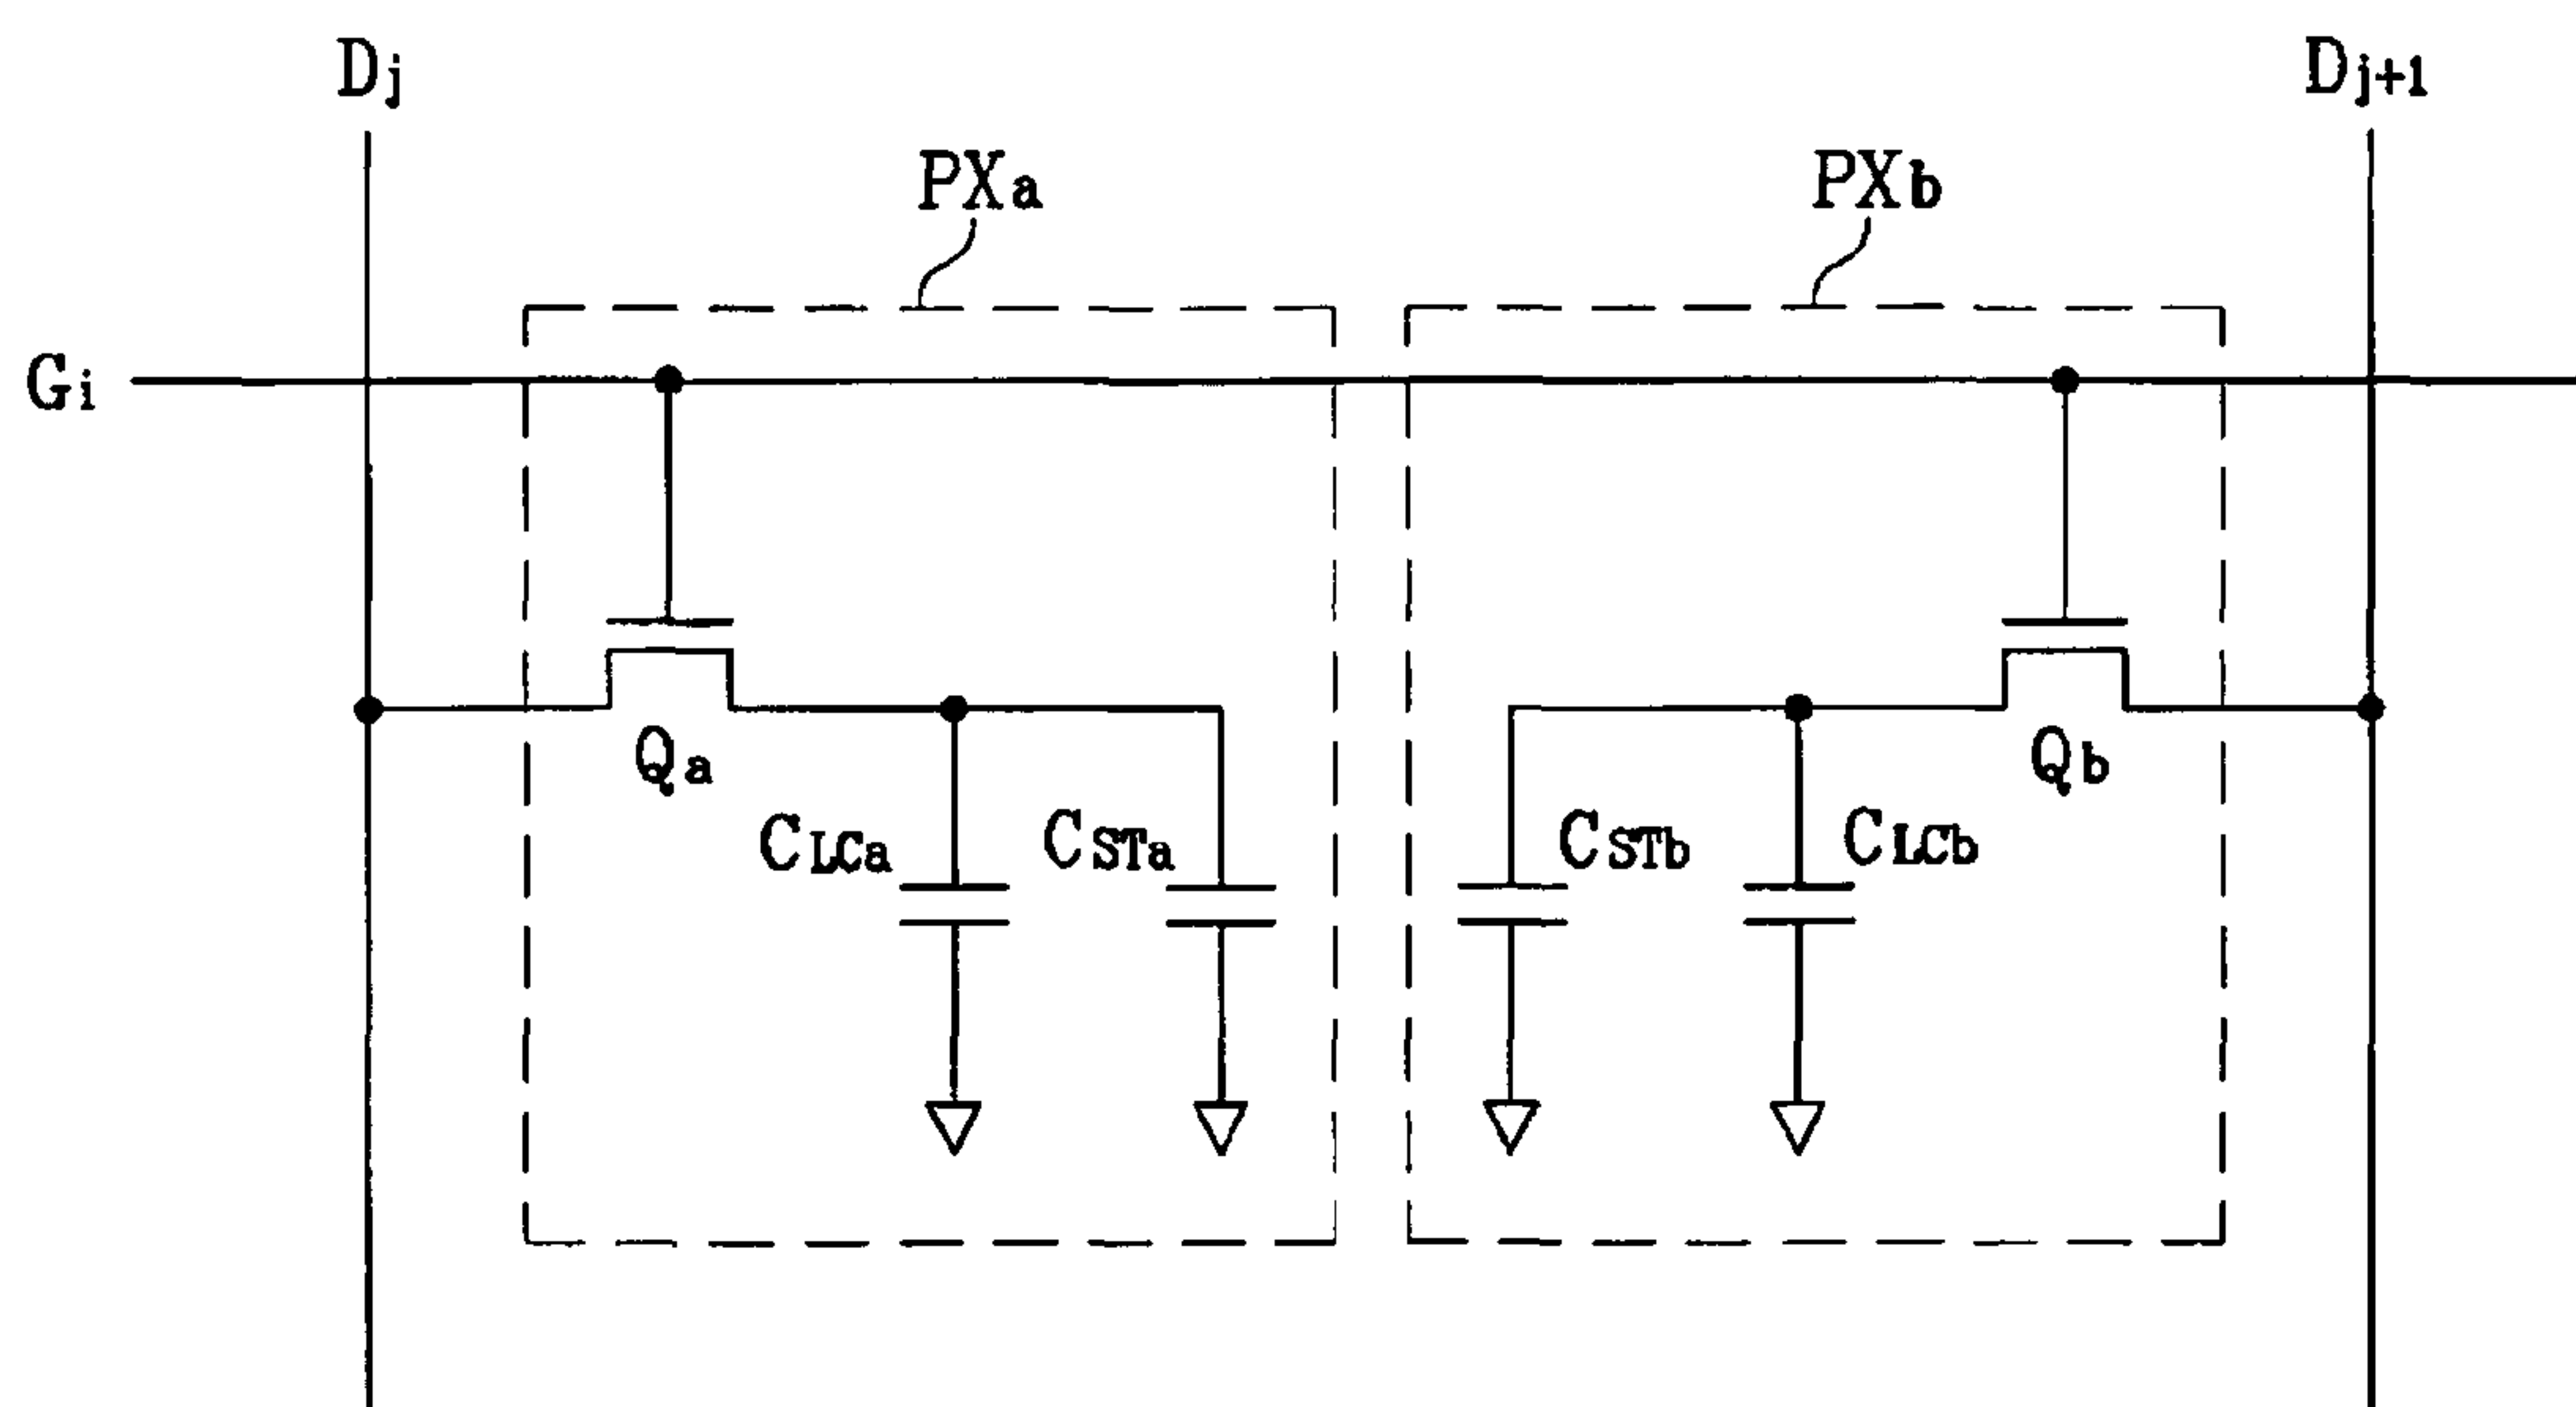 Dj
Dj+1
PXa
PXb
Gi
Qa
Qb
CLCa
CSTa
CSTb
CLCb